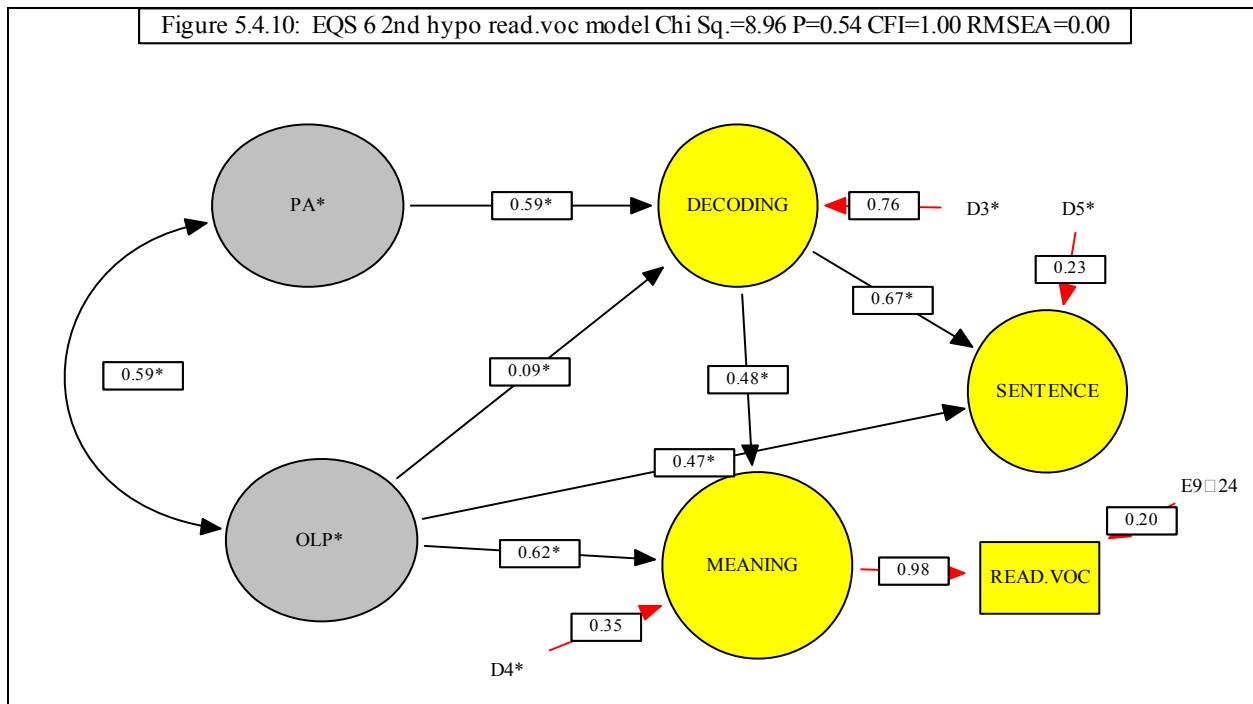 Figure 5.4.10: EQS 6 2nd hypo read.voc model Chi Sq.=8.96 P=0.54 CFI=1.00 RMSEA=0.00
PA*
0.59*
DECODING
0.76
D3*
D5*
0.23
0.67*
0.59*
0.09*
0.48*
SENTENCE
0.47*
E9□24
0.20
OLP*
0.62*
MEANING
0.98
READ.VOC
0.35
D4*